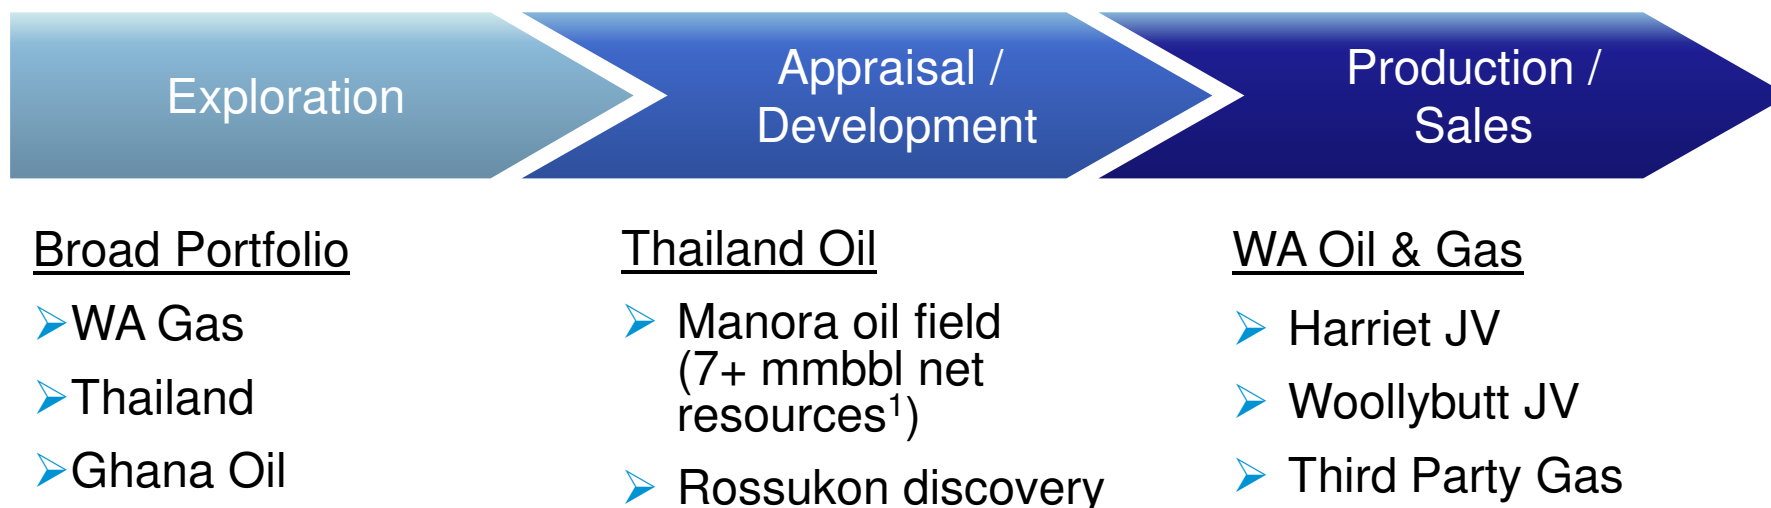 Exploration
Appraisal /
Development
Production /
Sales
Broad Portfolio
WA Gas
Thailand
Ghana Oil
Thailand Oil
Manora oil field
(7+ mmbbl net
resources¹)
Rossukon discovery
WA Oil & Gas
Harriet JV
Woollybutt JV
Third Party Gas